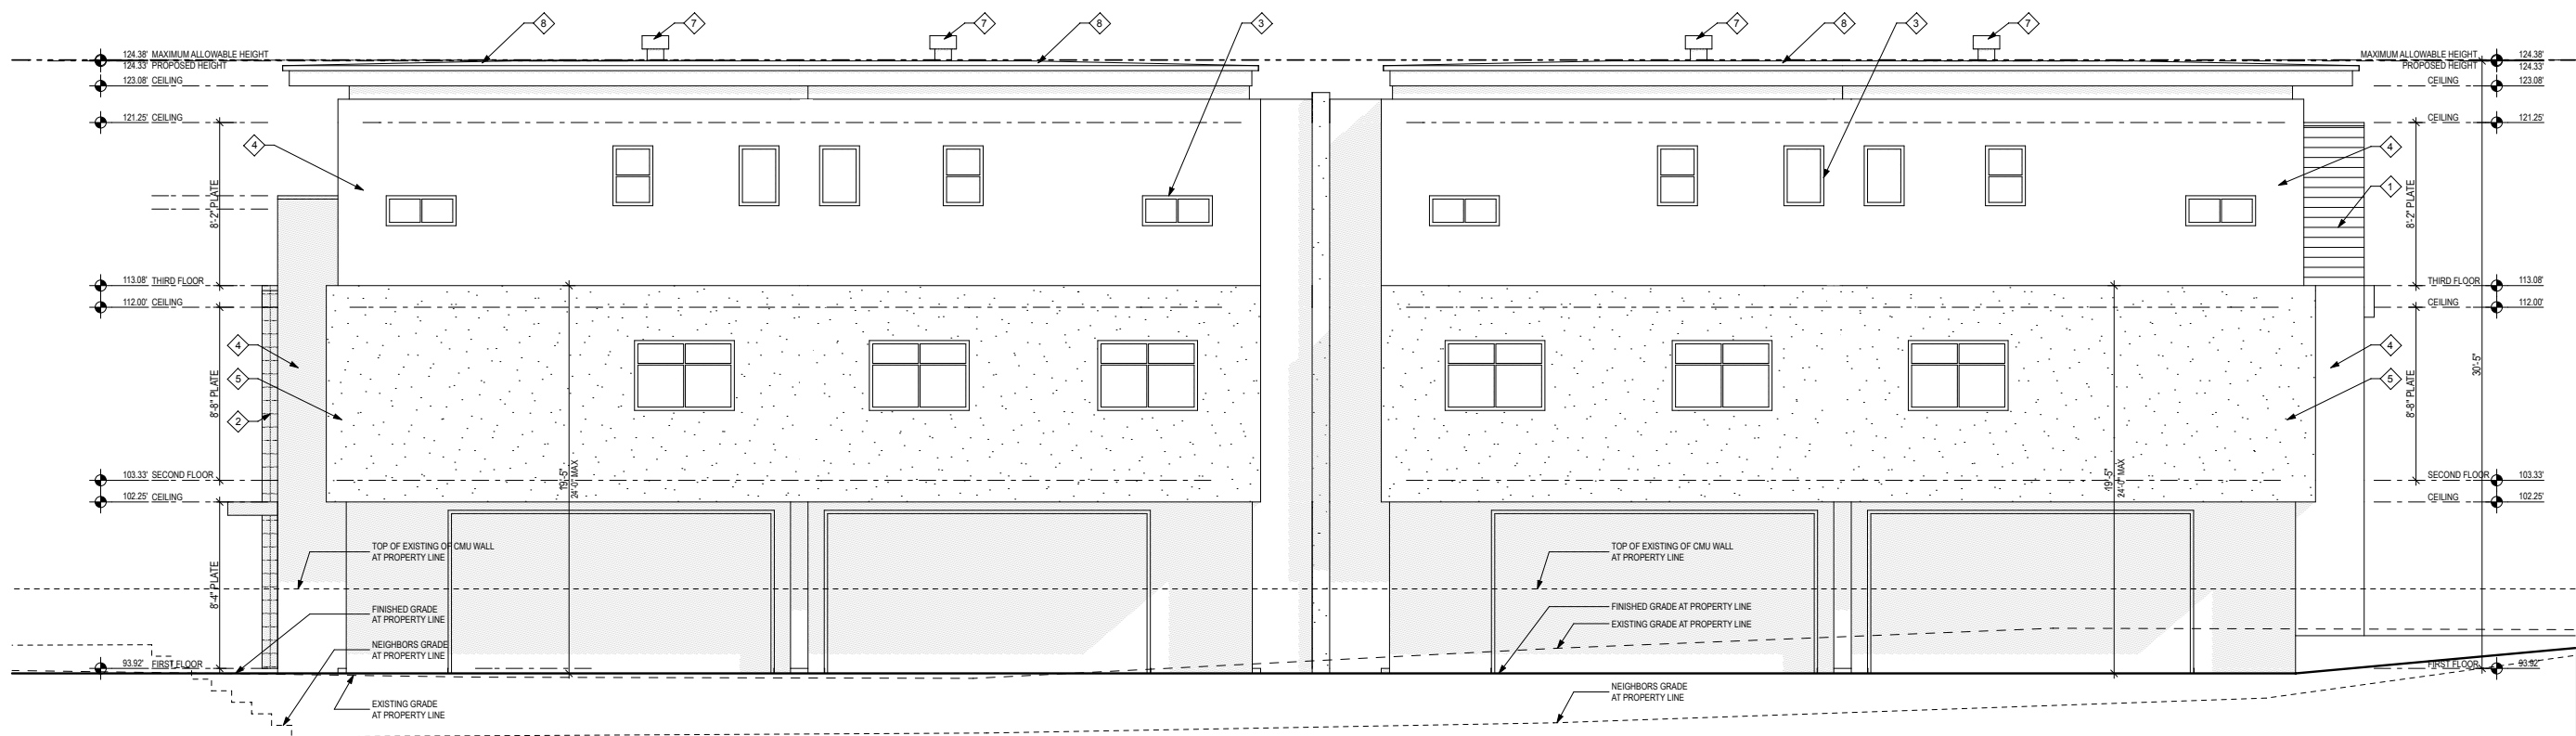 8
7
7
8
3
7
8
3
7
124.38' MAXIMUM ALLOWABLE HEIGHT
124.33' PROPOSED HEIGHT
123.08' CEILING
121.25' CEILING
4
8'-2" PLATE
113.08' THIRD FLOOR
112.00' CEILING
4
5
8'-8" PLATE
2
103.33' SECOND FLOOR
102.25' CEILING
8'-4" PLATE
93.92' FIRST FLOOR
19'-5"
24'-0" MAX
TOP OF EXISTING OF CMU WALL
AT PROPERTY LINE
FINISHED GRADE
AT PROPERTY LINE
NEIGHBORS GRADE
AT PROPERTY LINE
EXISTING GRADE
AT PROPERTY LINE
TOP OF EXISTING OF CMU WALL
AT PROPERTY LINE
FINISHED GRADE AT PROPERTY LINE
EXISTING GRADE AT PROPERTY LINE
NEIGHBORS GRADE
AT PROPERTY LINE
19'-5"
24'-0" MAX
MAXIMUM ALLOWABLE HEIGHT 124.38'
PROPOSED HEIGHT 124.33'
CEILING 123.08'
CEILING 121.25'
4
1
8'-2" PLATE
THIRD FLOOR 113.08'
CEILING 112.00'
4
5
8'-8" PLATE
30'-5"
SECOND FLOOR 103.33'
CEILING 102.25'
FIRST FLOOR 93.92'